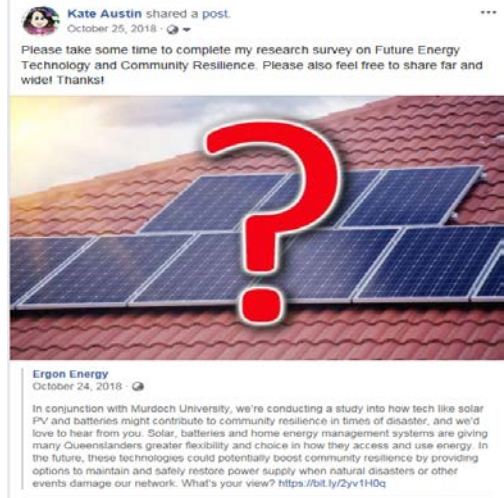 Kate Austin shared a post.
October 25, 2018 ·
Please take some time to complete my research survey on Future Energy
Technology and Community Resilience. Please also feel free to share far and
wide! Thanks!
?
Ergon Energy
October 24, 2018 ·
In conjunction with Murdoch University, we're conducting a study into how tech like solar
PV and batteries might contribute to community resilience in times of disaster, and we'd
love to hear from you. Solar, batteries and home energy management systems are giving
many Queenslanders greater flexibility and choice in how they access and use energy. In
the future, these technologies could potentially boost community resilience by providing
options to maintain and safely restore power supply when natural disasters or other
events damage our network. What's your view? https://bit.ly/2yv1H0q